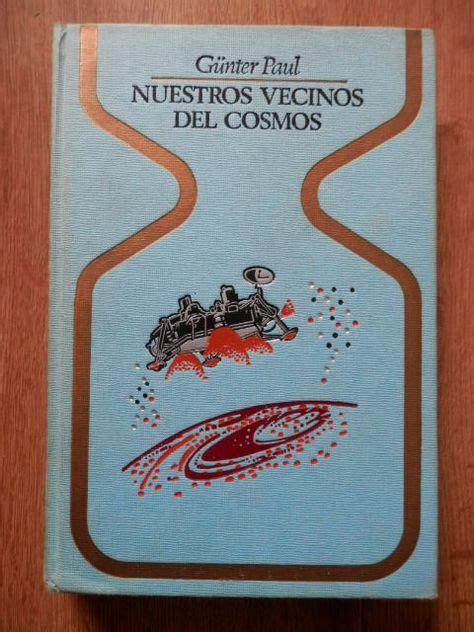 Günter Paul
NUESTROS VECINOS
DEL COSMOS